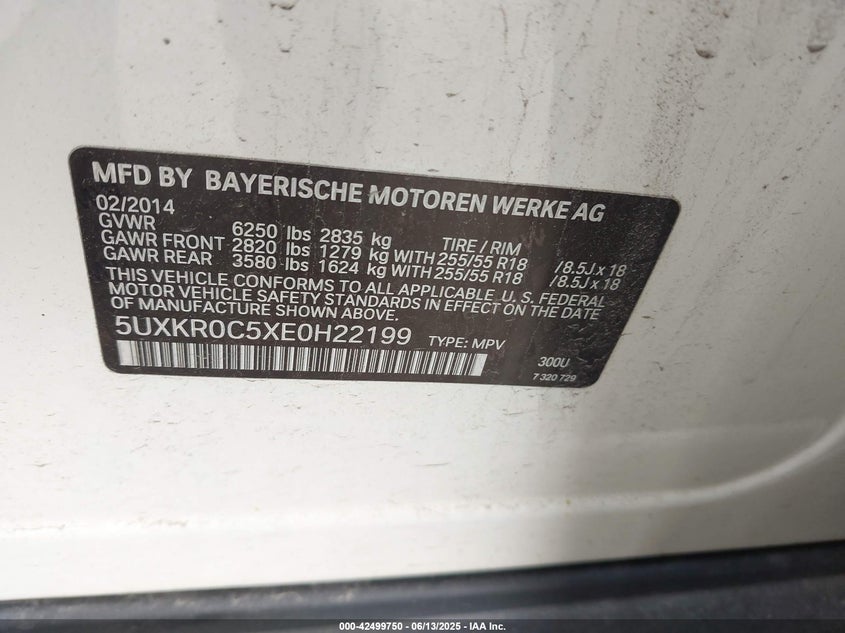 MFD BY BAYERISCHE MOTOREN WERKE AG
02/2014
GVWR 6250 lbs 2835 kg TIRE / RIM
GAWR FRONT 2820 lbs 1279 kg WITH 255/55 R18 /8.5J x 18
GAWR REAR 3580 lbs 1624 kg WITH 255/55 R18 /8.5J x 18
THIS VEHICLE CONFORMS TO ALL APPLICABLE U. S. FEDERAL
MOTOR VEHICLE SAFETY STANDARDS IN EFFECT ON THE DATE
OF MANUFACTURE SHOWN ABOVE.
5UXKR0C5XE0H22199 TYPE: MPV
300U
7 320 729
000-42499750 - 06/13/2025 - IAA Inc.